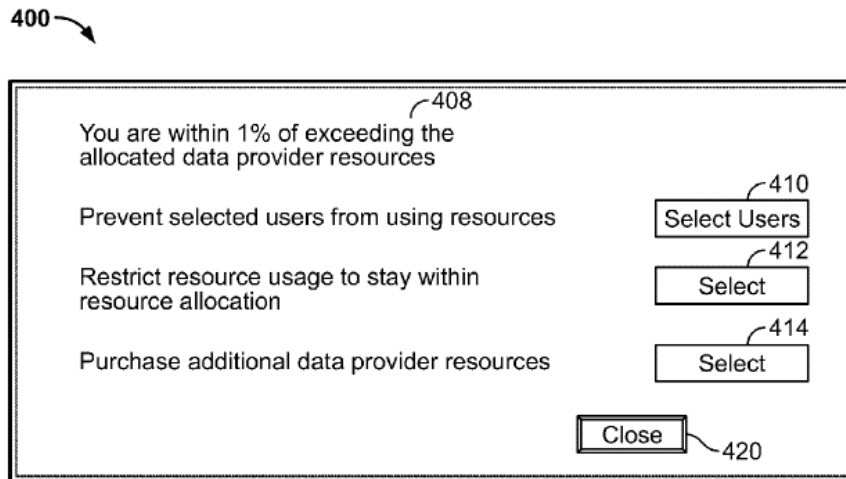 400
408
You are within 1% of exceeding the
allocated data provider resources
410
Prevent selected users from using resources
Select Users
412
Restrict resource usage to stay within
resource allocation
Select
414
Purchase additional data provider resources
Select
Close
420